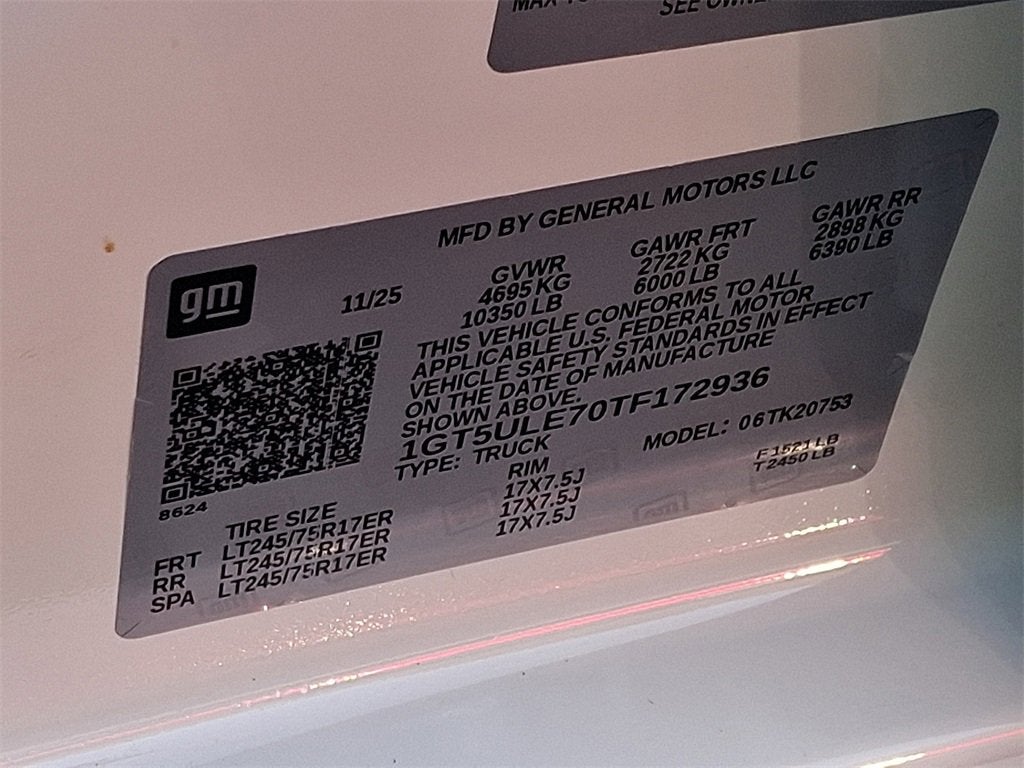 SEE OWNE
gm
11/25
MFD BY GENERAL MOTORS LLC
GVWR GAWR FRT GAWR RR
4695 KG 2722 KG 2898 KG
10350 LB 6000 LB 6390 LB
THIS VEHICLE CONFORMS TO ALL
APPLICABLE U.S. FEDERAL MOTOR
VEHICLE SAFETY STANDARDS IN EFFECT
ON THE DATE OF MANUFACTURE
SHOWN ABOVE.
1GT5ULE70TF172936
TYPE: TRUCK MODEL: 06TK20753
F 1521 LB
T 2450 LB
8624
TIRE SIZE RIM
FRT LT245/75R17ER 17X7.5J
RR LT245/75R17ER 17X7.5J
SPA LT245/75R17ER 17X7.5J